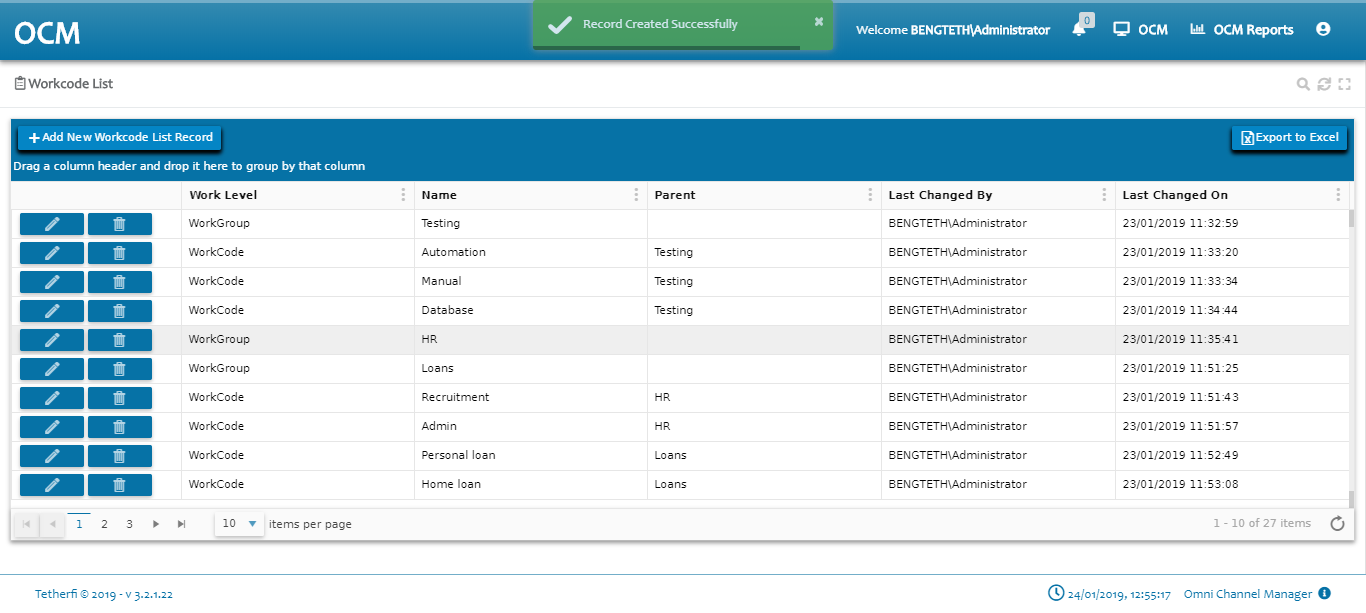 OCM
Record Created Successfully
Welcome BENGTETH\Administrator
0
OCM
OCM Reports
Workcode List
Add New Workcode List Record
Export to Excel
Drag a column header and drop it here to group by that column
Work Level Name Parent Last Changed By Last Changed On
WorkGroup Testing BENGTETH\Administrator 23/01/2019 11:32:59
WorkCode Automation Testing BENGTETH\Administrator 23/01/2019 11:33:20
WorkCode Manual Testing BENGTETH\Administrator 23/01/2019 11:33:34
WorkCode Database Testing BENGTETH\Administrator 23/01/2019 11:34:44
WorkGroup HR BENGTETH\Administrator 23/01/2019 11:35:41
WorkGroup Loans BENGTETH\Administrator 23/01/2019 11:51:25
WorkCode Recruitment HR BENGTETH\Administrator 23/01/2019 11:51:43
WorkCode Admin HR BENGTETH\Administrator 23/01/2019 11:51:57
WorkCode Personal loan Loans BENGTETH\Administrator 23/01/2019 11:52:49
WorkCode Home loan Loans BENGTETH\Administrator 23/01/2019 11:53:08
1 2 3 10 items per page 1 - 10 of 27 items
Tetherfi © 2019 - v 3.2.1.22 24/01/2019, 12:55:17 Omni Channel Manager